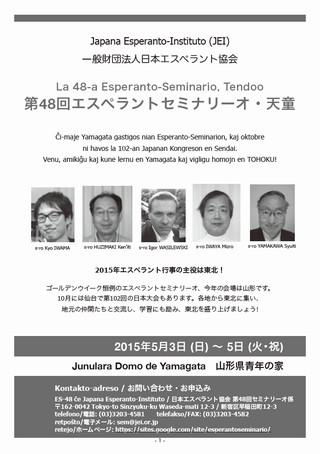 Japana Esperanto-Instituto (JEI)
一般財団法人日本エスペラント協会
La 48-a Esperanto-Seminario, Tendoo
第48回エスペラントセミナリーオ・天童
Ĉi-maje Yamagata gastigos nian Esperanto-Seminarion, kaj oktobre
ni havos la 102-an Japanan Kongreson en Sendai.
Venu, amikiĝu kaj kune lernu en Yamagata kaj vigligu homojn en TOHOKU!
s-ro Kyo IWAMA
s-ro HUZIMAKI Ken'iti
s-ro Igor WASILEWSKI
s-ro IWAYA Mitro
s-ro YAMAKAWA Syuiti
2015年エスペラント行事の主役は東北！
ゴールデンウイーク恒例のエスペラントセミナリーオ、今年の会場は山形です。
10月には仙台で第102回の日本大会もあります。各地から東北に集い、
地元の仲間たちと交流し、学習にも励み、東北を盛り上げましょう！
2015年5月3日 (日) ～ 5日 (火・祝)
Junulara Domo de Yamagata 山形県青年の家
Kontakto-adreso / お問い合わせ・お申込み
ES-48 ĉe Japana Esperanto-Instituto / 日本エスペラント協会 第48回セミナリーオ係
〒162-0042 Tokyo-to Sinzyuku-ku Waseda-mati 12-3 / 新宿区早稲田町12-3
telefono/電話: (03)3203-4581 telefakso/FAX: (03)3203-4582
retpoŝto/電子メール: sem@jei.or.jp
retejo/ホームページ: https://sites.google.com/site/esperantoseminario/
- 1 -